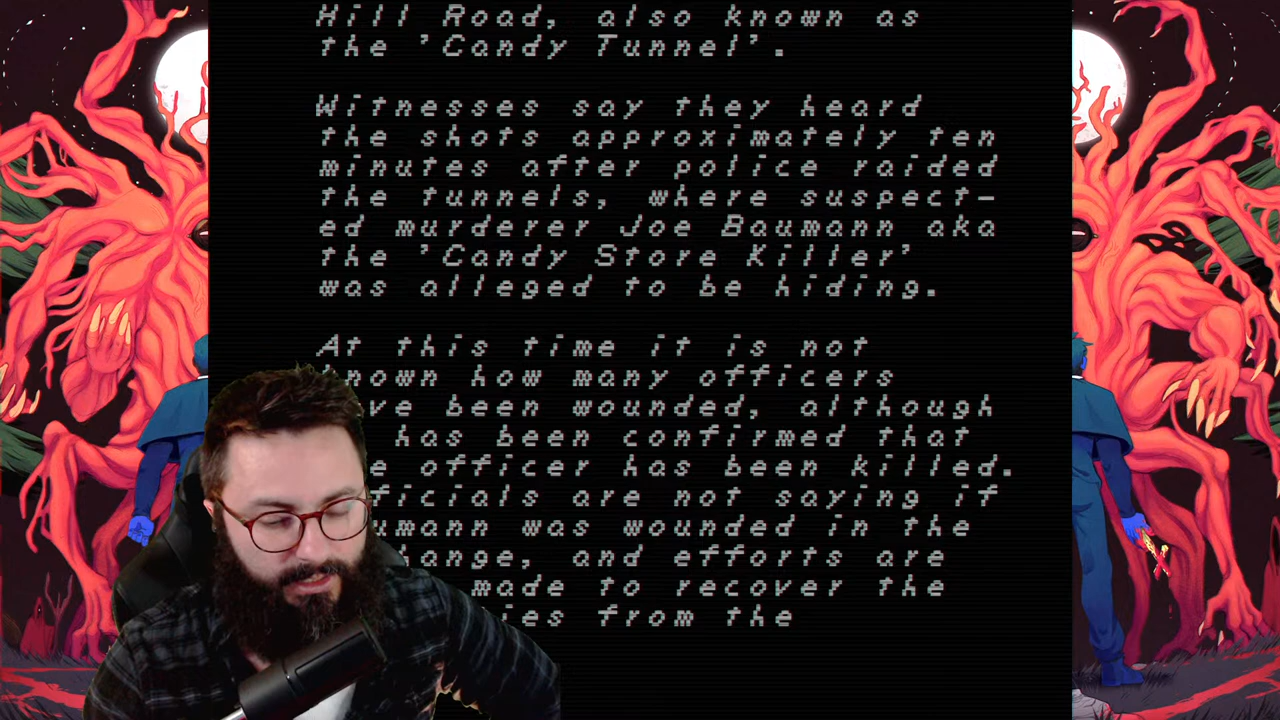 Hill Road, also known as
the 'Candy Tunnel'.
Witnesses say they heard
the shots approximately ten
minutes after police raided
the tunnels, where suspect-
ed murderer Joe Baumann aka
the 'Candy Store Killer'
was alleged to be hiding.
At this time it is not
known how many officers
been wounded, although
has been confirmed that
officer has been killed.
are not saying if
was wounded in the
and efforts are
made to recover the
from the